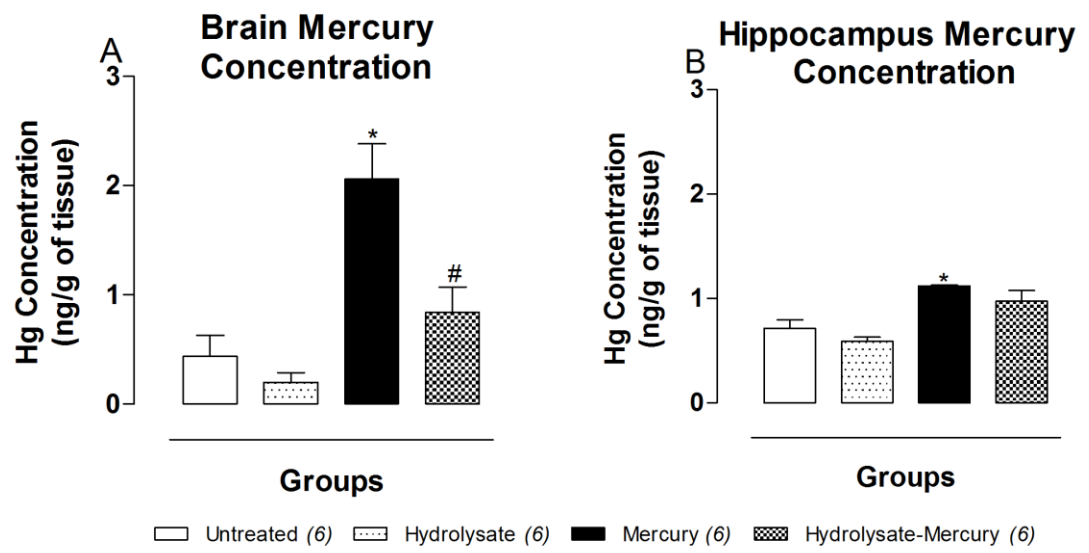 A
Brain Mercury
Concentration
3
2
1
0
Hg Concentration
(ng/g of tissue)
*
#
Groups
B
Hippocampus Mercury
Concentration
3
2
1
0
Hg Concentration
(ng/g of tissue)
*
Groups
Untreated (6) Hydrolysate (6) Mercury (6) Hydrolysate-Mercury (6)